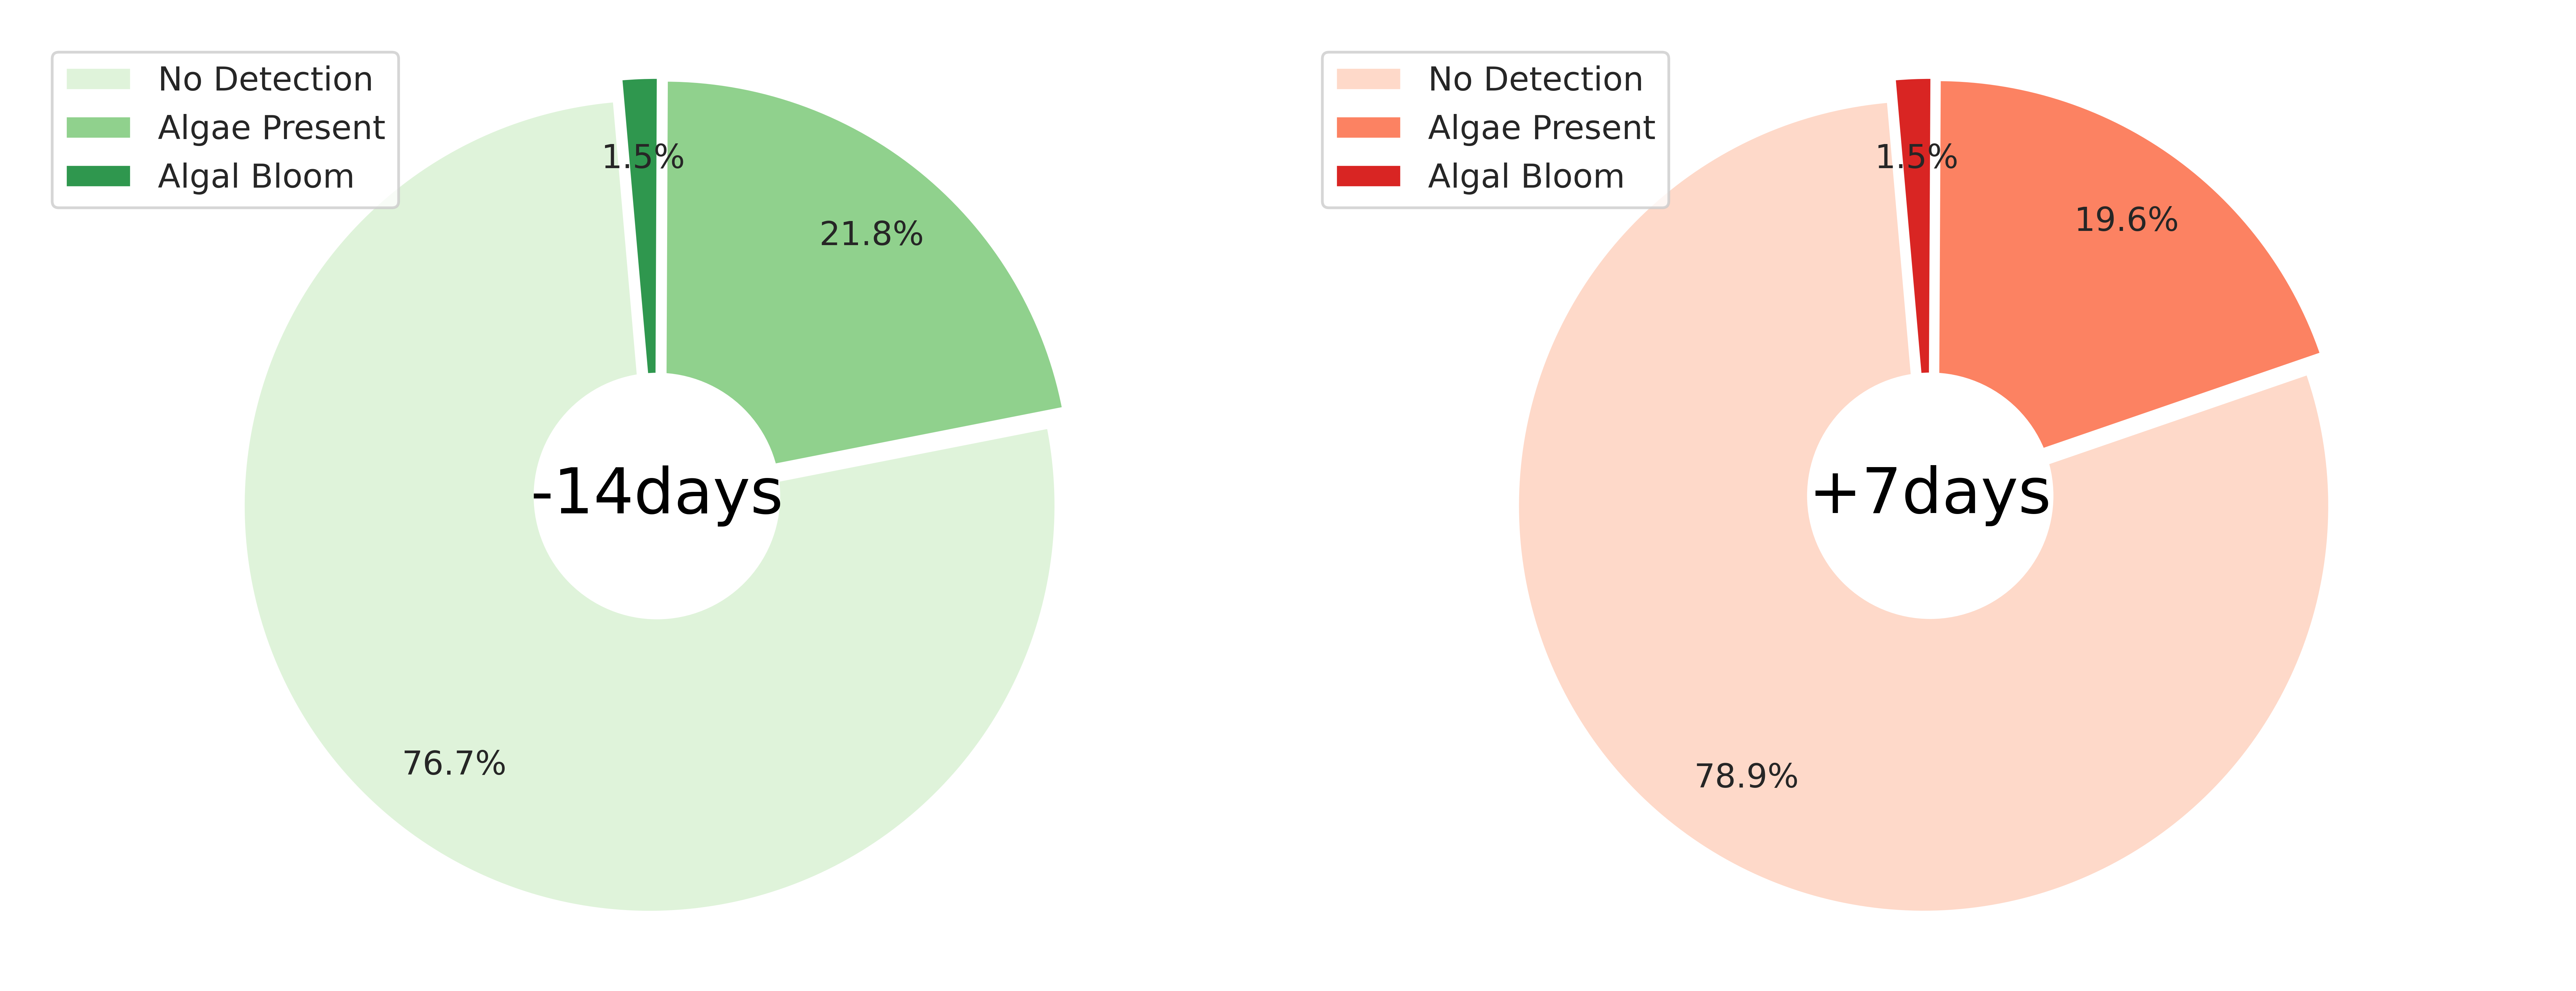 No Detection
Algae Present
Algal Bloom
1.5%
21.8%
-14days
76.7%
No Detection
Algae Present
Algal Bloom
1.5%
19.6%
+7days
78.9%